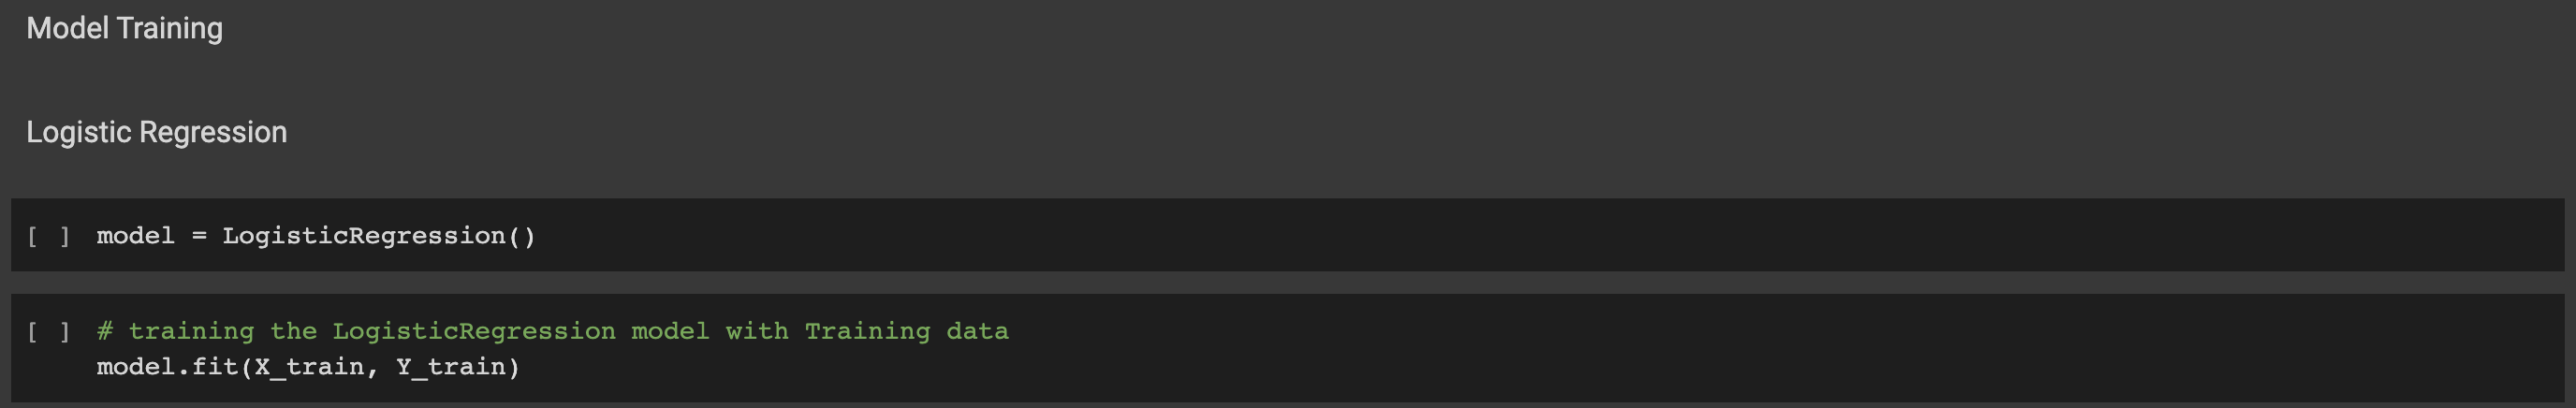 Model Training
Logistic Regression
[ ] model = LogisticRegression()
[ ] # training the LogisticRegression model with Training data
model.fit(X_train, Y_train)